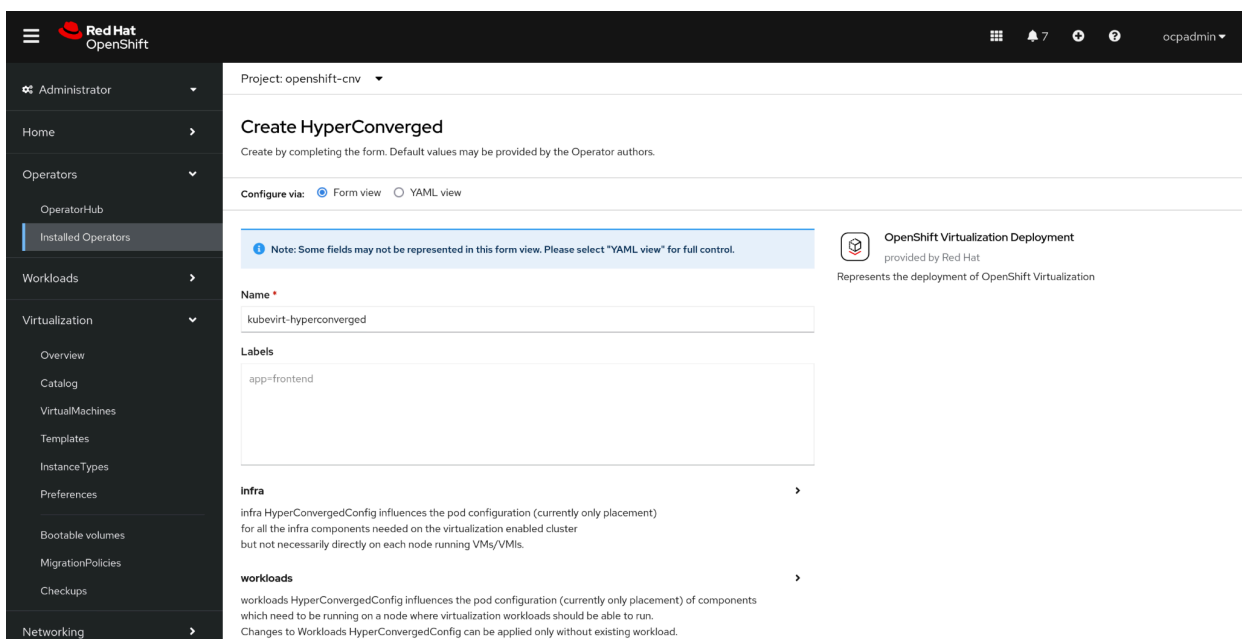 Red Hat
OpenShift
7
ocpadmin
Administrator
Home
Operators
OperatorHub
Installed Operators
Workloads
Virtualization
Overview
Catalog
VirtualMachines
Templates
InstanceTypes
Preferences
Bootable volumes
MigrationPolicies
Checkups
Networking
Project: openshift-cnv
Create HyperConverged
Create by completing the form. Default values may be provided by the Operator authors.
Configure via: Form view YAML view
Note: Some fields may not be represented in this form view. Please select "YAML view" for full control.
Name *
kubevirt-hyperconverged
Labels
app=frontend
infra
infra HyperConvergedConfig influences the pod configuration (currently only placement)
for all the infra components needed on the virtualization enabled cluster
but not necessarily directly on each node running VMs/VMIs.
workloads
workloads HyperConvergedConfig influences the pod configuration (currently only placement) of components
which need to be running on a node where virtualization workloads should be able to run.
Changes to Workloads HyperConvergedConfig can be applied only without existing workload.
OpenShift Virtualization Deployment
provided by Red Hat
Represents the deployment of OpenShift Virtualization